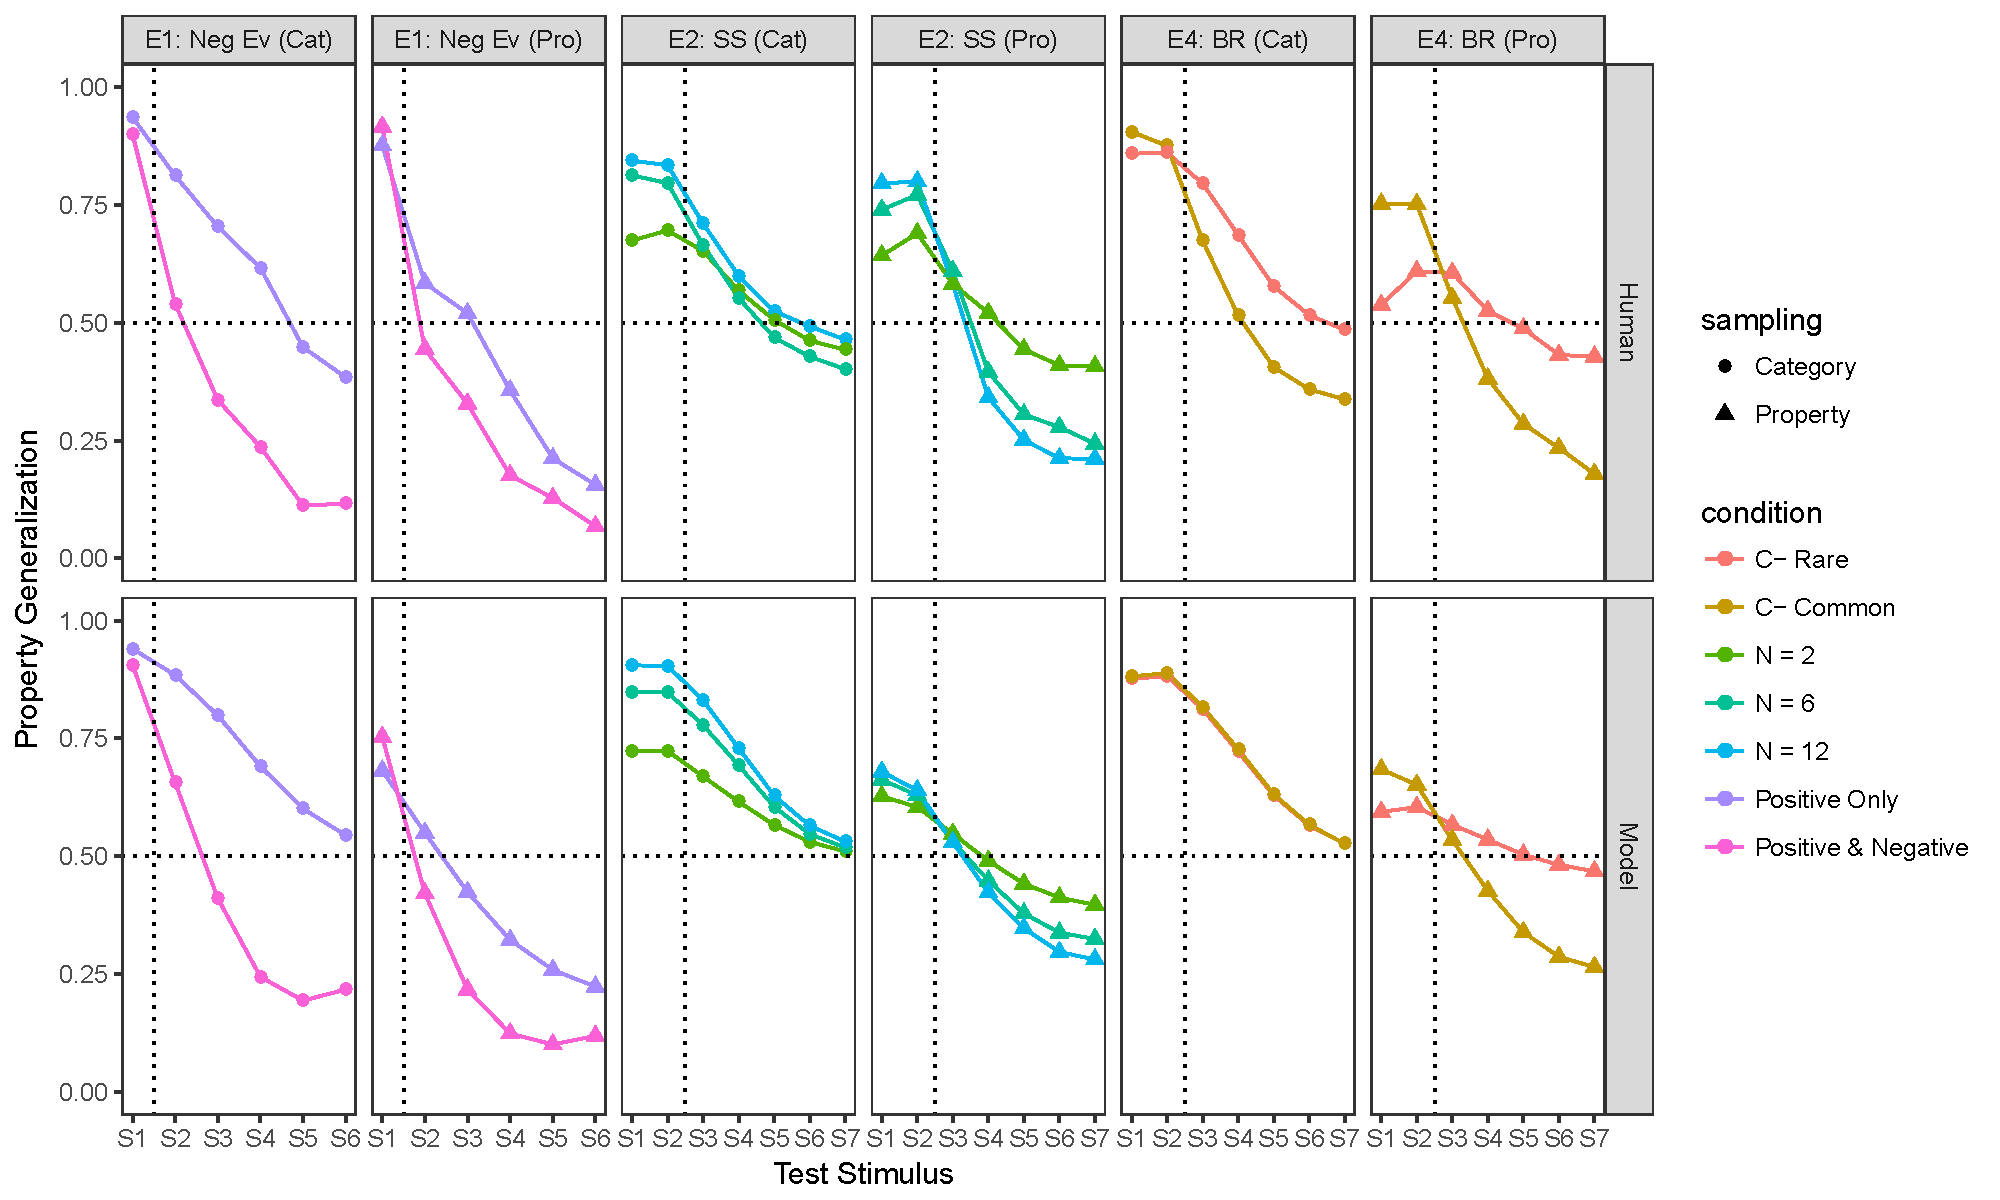 E1: Neg Ev (Cat) E1: Neg Ev (Pro) E2: SS (Cat) E2: SS (Pro) E4: BR (Cat) E4: BR (Pro)
1.00
0.75
0.50
0.25
0.00
Human
1.00
0.75
0.50
0.25
0.00
Model
Property Generalization
S1 S2 S3 S4 S5 S6 S1 S2 S3 S4 S5 S6 S1 S2 S3 S4 S5 S6 S7 S1 S2 S3 S4 S5 S6 S7 S1 S2 S3 S4 S5 S6 S7 S1 S2 S3 S4 S5 S6 S7
Test Stimulus
sampling
Category
Property
condition
C− Rare
C− Common
N = 2
N = 6
N = 12
Positive Only
Positive & Negative